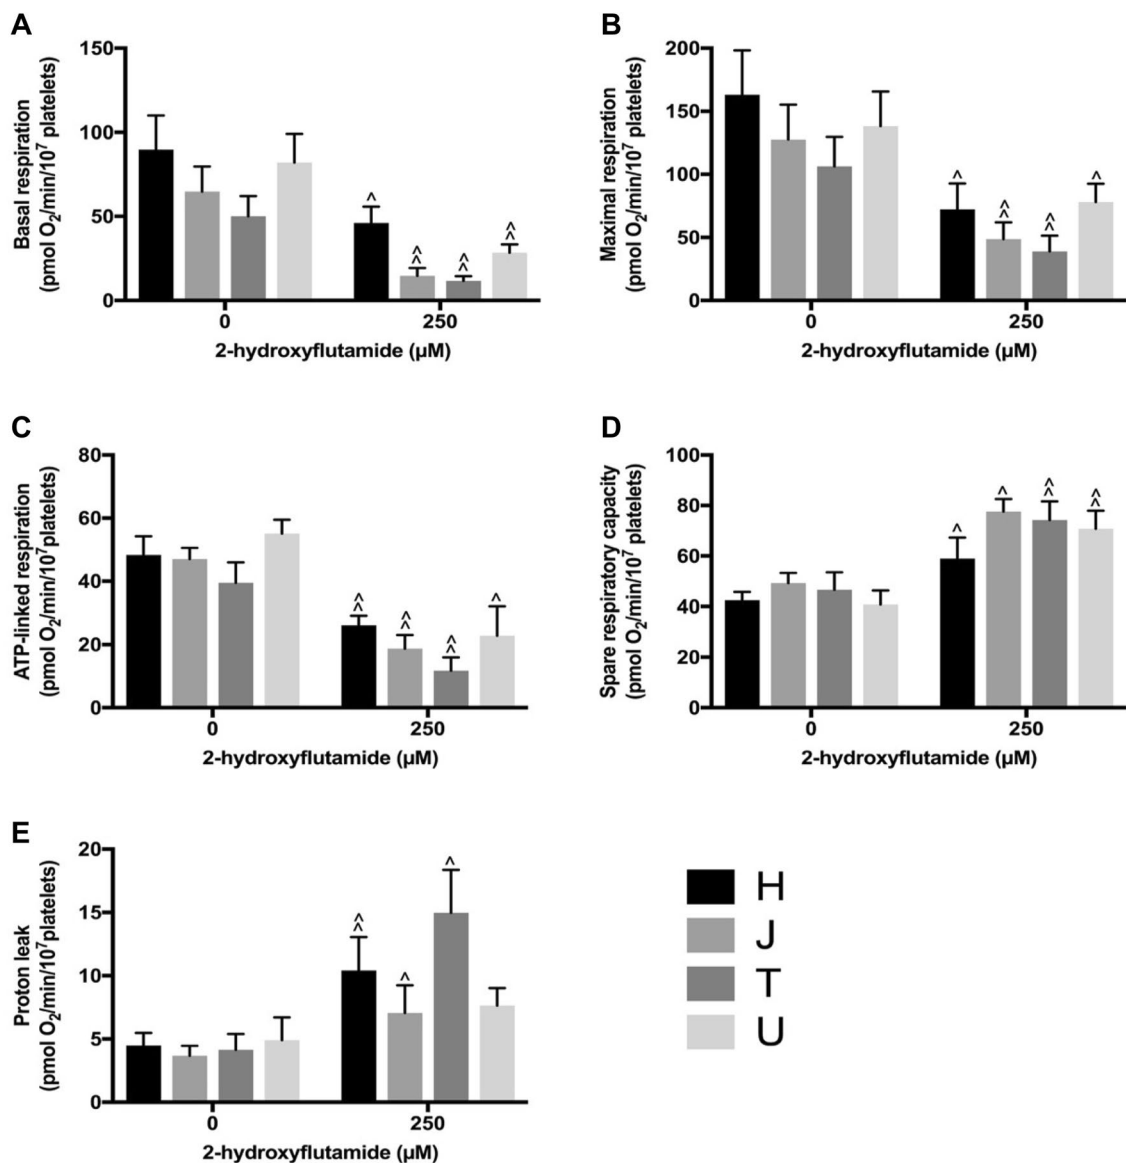 A
Basal respiration
(pmol O2/min/10^7 platelets)
150
100
50
0
^
^
^
^
^
^
^
0
250
2-hydroxyflutamide (µM)
B
Maximal respiration
(pmol O2/min/10^7 platelets)
200
150
100
50
0
^
^
^
^
^
^
0
250
2-hydroxyflutamide (µM)
C
ATP-linked respiration
(pmol O2/min/10^7platelets)
80
60
40
20
0
^
^
^
^
^
^
^
0
250
2-hydroxyflutamide (µM)
D
Spare respiratory capacity
(pmol O2/min/10^7 platelets)
100
80
60
40
20
0
^
^
^
^
^
^
0
250
2-hydroxyflutamide (µM)
E
Proton leak
(pmol O2/min/10^7platelets)
20
15
10
5
0
^
^
^
^
0
250
2-hydroxyflutamide (µM)
H
J
T
U